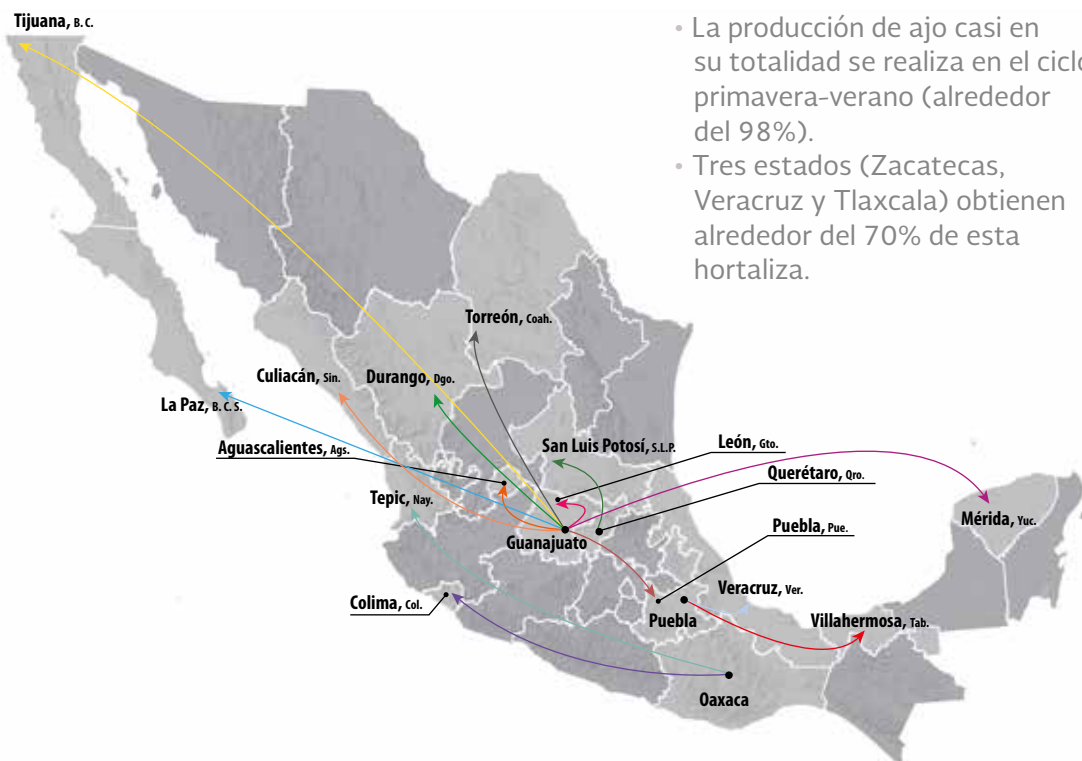 Tijuana, B. C.
• La producción de ajo casi en
su totalidad se realiza en el ciclo
primavera-verano (alrededor
del 98%).
• Tres estados (Zacatecas,
Veracruz y Tlaxcala) obtienen
alrededor del 70% de esta
hortaliza.
Torreón, Coah.
Culiacán, Sin.
Durango, Dgo.
La Paz, B. C. S.
Aguascalientes, Ags.
San Luis Potosí, S.L.P.
León, Gto.
Querétaro, Qro.
Tepic, Nay.
Guanajuato
Mérida, Yuc.
Puebla, Pue.
Colima, Col.
Puebla
Veracruz, Ver.
Villahermosa, Tab.
Oaxaca